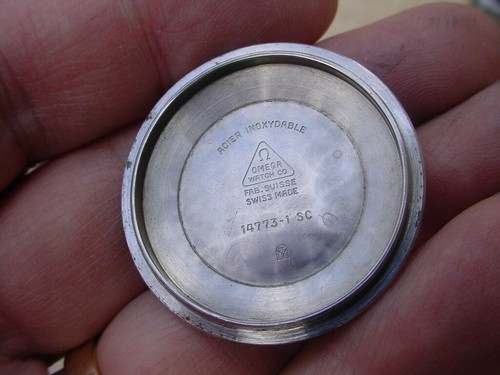 ACIER INOXYDABLE
Ω
OMEGA
WATCH CO
FAB. SUISSE
SWISS MADE
14773-1 SC